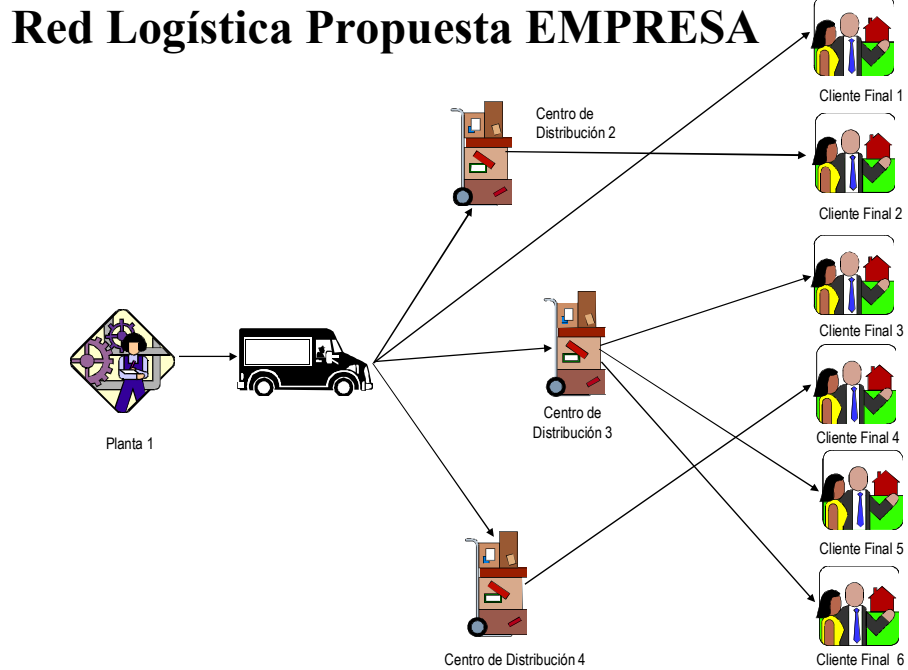 Red Logística Propuesta EMPRESA
Cliente Final 1
Centro de
Distribución 2
Cliente Final 2
Cliente Final 3
Planta 1
Centro de
Distribución 3
Cliente Final 4
Cliente Final 5
Centro de Distribución 4
Cliente Final 6